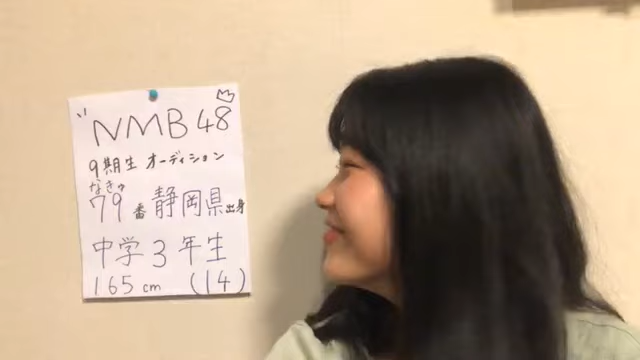 NMB48
9期生 オーディション
なきゅ
79番 静岡県出身
中学3年生
165cm (14)